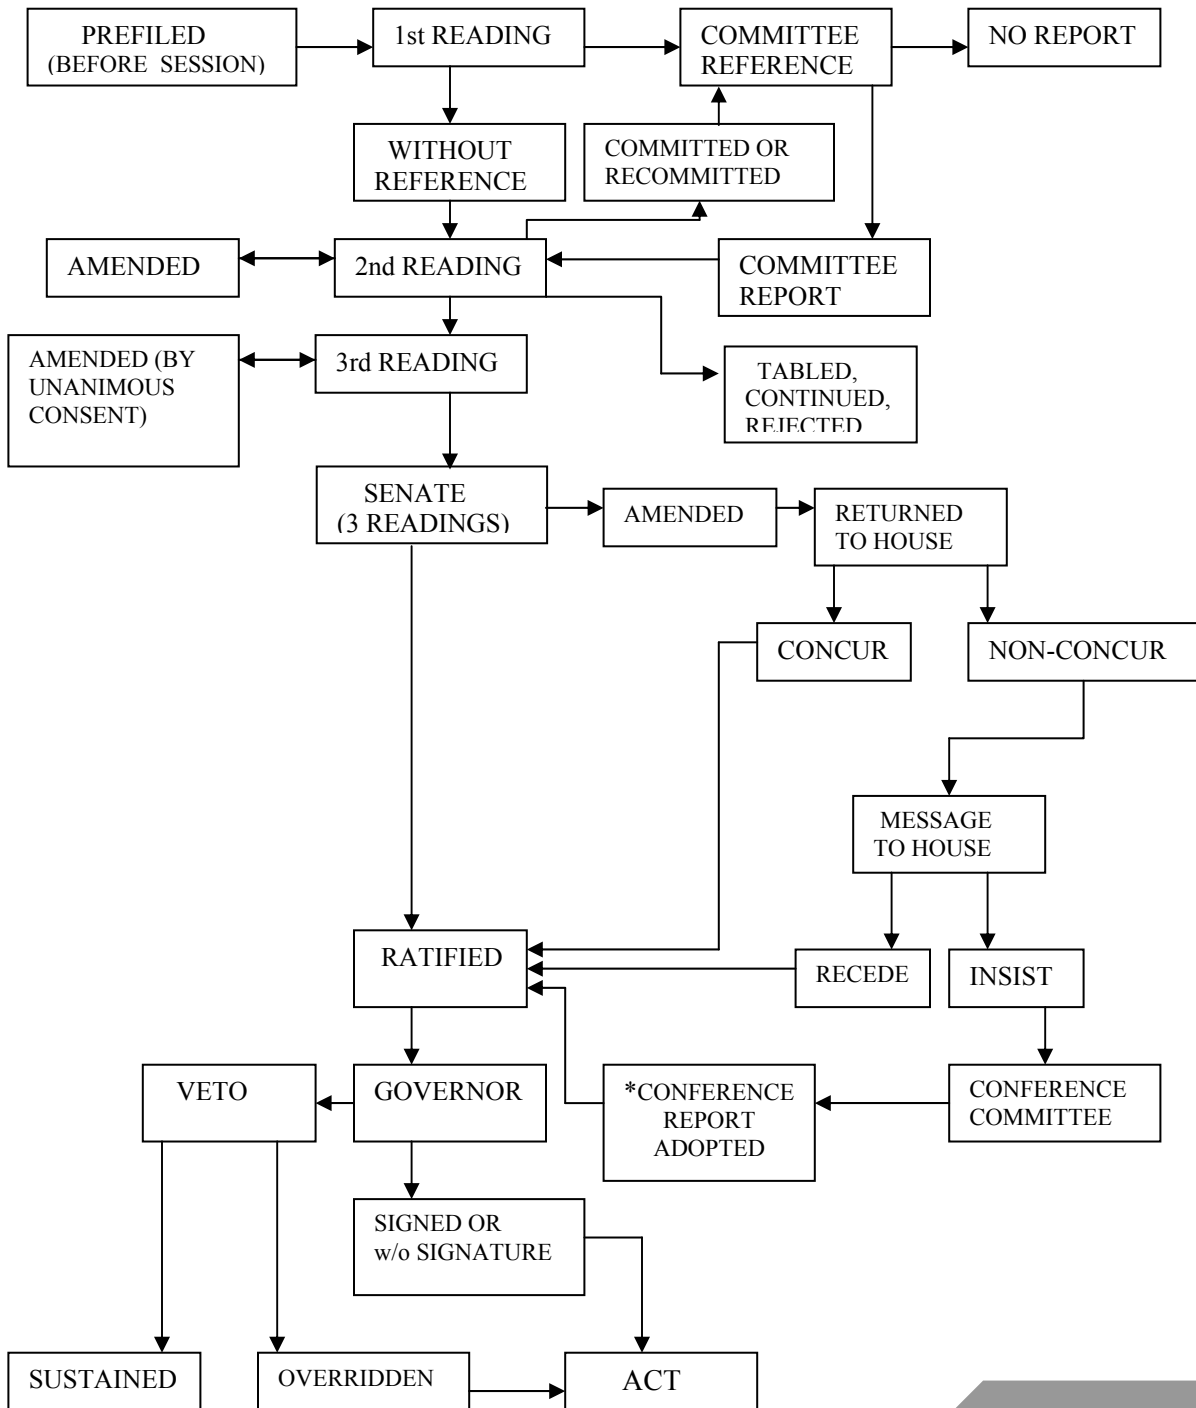 PREFILED
(BEFORE SESSION)
1st READING
COMMITTEE
REFERENCE
NO REPORT
WITHOUT
REFERENCE
COMMITTED OR
RECOMMITTED
AMENDED
2nd READING
COMMITTEE
REPORT
AMENDED (BY
UNANIMOUS
CONSENT)
3rd READING
TABLED,
CONTINUED,
REJECTED
SENATE
(3 READINGS)
AMENDED
RETURNED
TO HOUSE
CONCUR
NON-CONCUR
MESSAGE
TO HOUSE
RATIFIED
RECEDE
INSIST
VETO
GOVERNOR
*CONFERENCE
REPORT
ADOPTED
CONFERENCE
COMMITTEE
SIGNED OR
w/o SIGNATURE
SUSTAINED
OVERRIDDEN
ACT